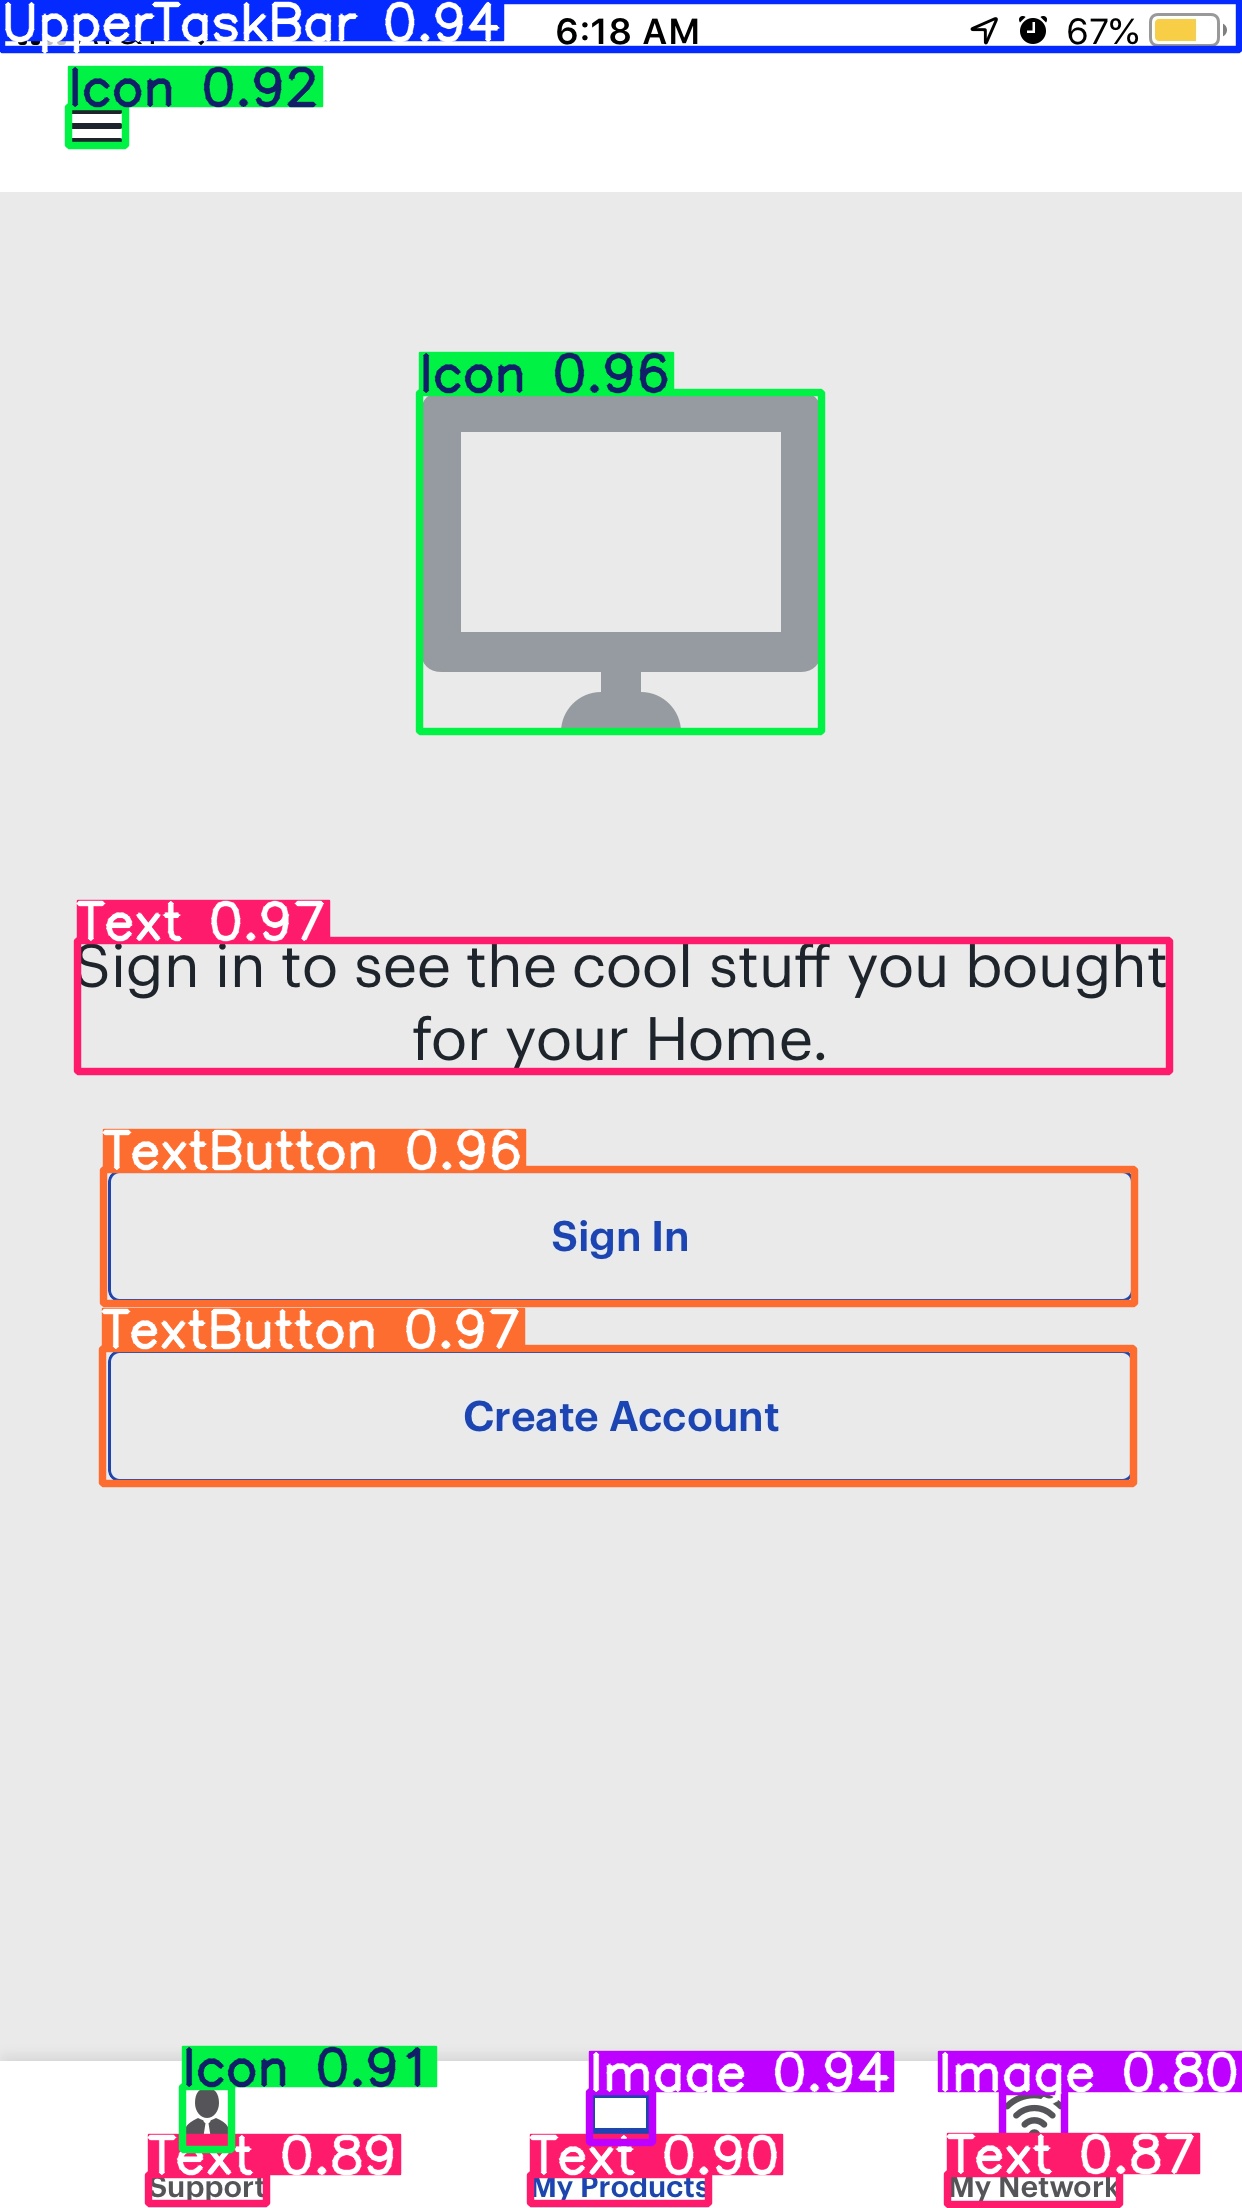 UpperTaskBar 0.94
6:18 AM
67%
Icon 0.92
Icon 0.96
Text 0.97
Sign in to see the cool stuff you bought
for your Home.
TextButton 0.96
Sign In
TextButton 0.97
Create Account
Icon 0.91
Image 0.94
Image 0.80
Text 0.89
Text 0.90
Text 0.87
Support
My Products
My Network